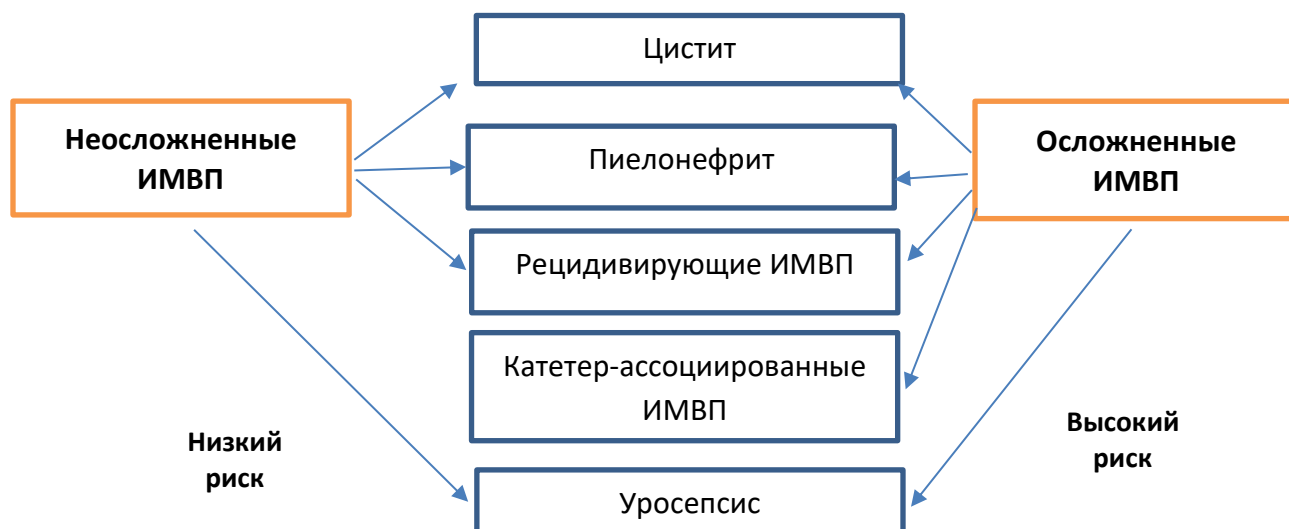 Цистит
Неосложненные
ИМВП
Пиелонефрит
Осложненные
ИМВП
Рецидивирующие ИМВП
Катетер-ассоциированные
ИМВП
Низкий
риск
Высокий
риск
Уросепсис